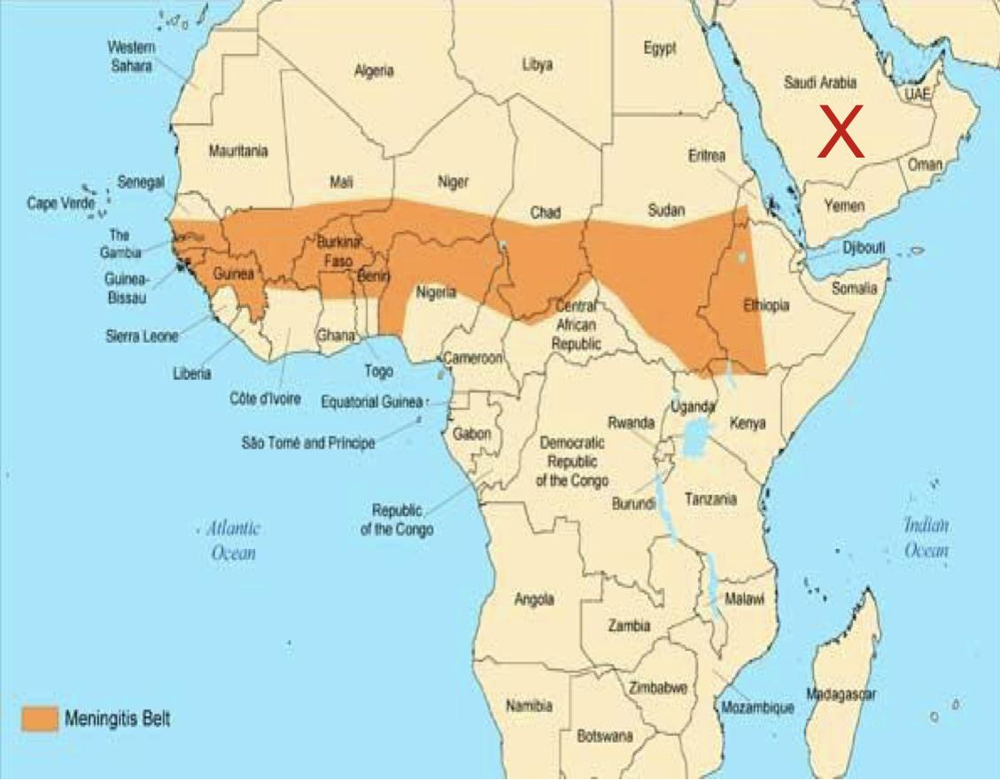 Western
Sahara
Algeria
Libya
Egypt
Saudi Arabia
UAE
X
Mauritania
Mali
Niger
Chad
Sudan
Eritrea
Oman
Yemen
Senegal
Cape Verde
The
Gambia
Guinea-
Bissau
Guinea
Burkina
Faso
Benin
Nigeria
Djibouti
Somalia
Ethiopia
Central
African
Republic
Sierra Leone
Liberia
Côte d'Ivoire
Ghana
Togo
Cameroon
Equatorial Guinea
São Tomé and Príncipe
Gabon
Republic
of the Congo
Democratic
Republic
of the Congo
Uganda
Rwanda
Kenya
Burundi
Tanzania
Atlantic
Ocean
Indian
Ocean
Angola
Zambia
Malawi
Namibia
Zimbabwe
Botswana
Mozambique
Madagascar
Meningitis Belt